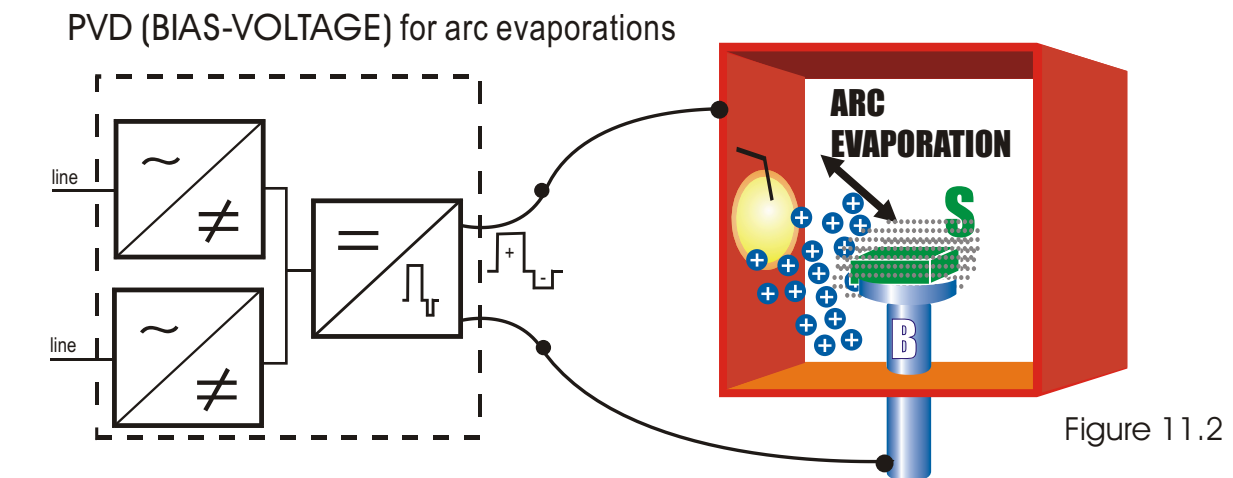 PVD (BIAS-VOLTAGE) for arc evaporations
ARC
EVAPORATION
line
S
+
-
line
B
Figure 11.2